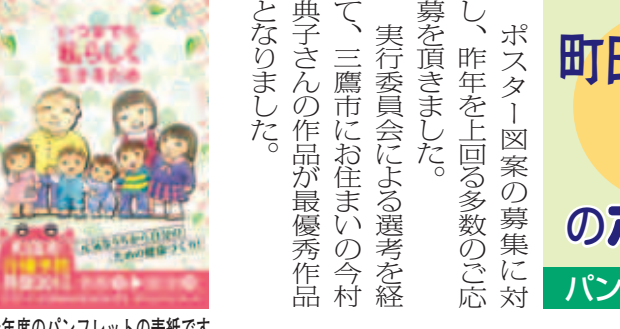 ポスター図案の募集に対
し、昨年を上回る多数のご応
募を頂きました。
実行委員会による選考を経
て、三鷹市にお住まいの今村
典子さんの作品が最優秀作品
となりました。
いつまでも
私らしく
生きるため
年度のパンフレットの表紙です
町田
の
パン